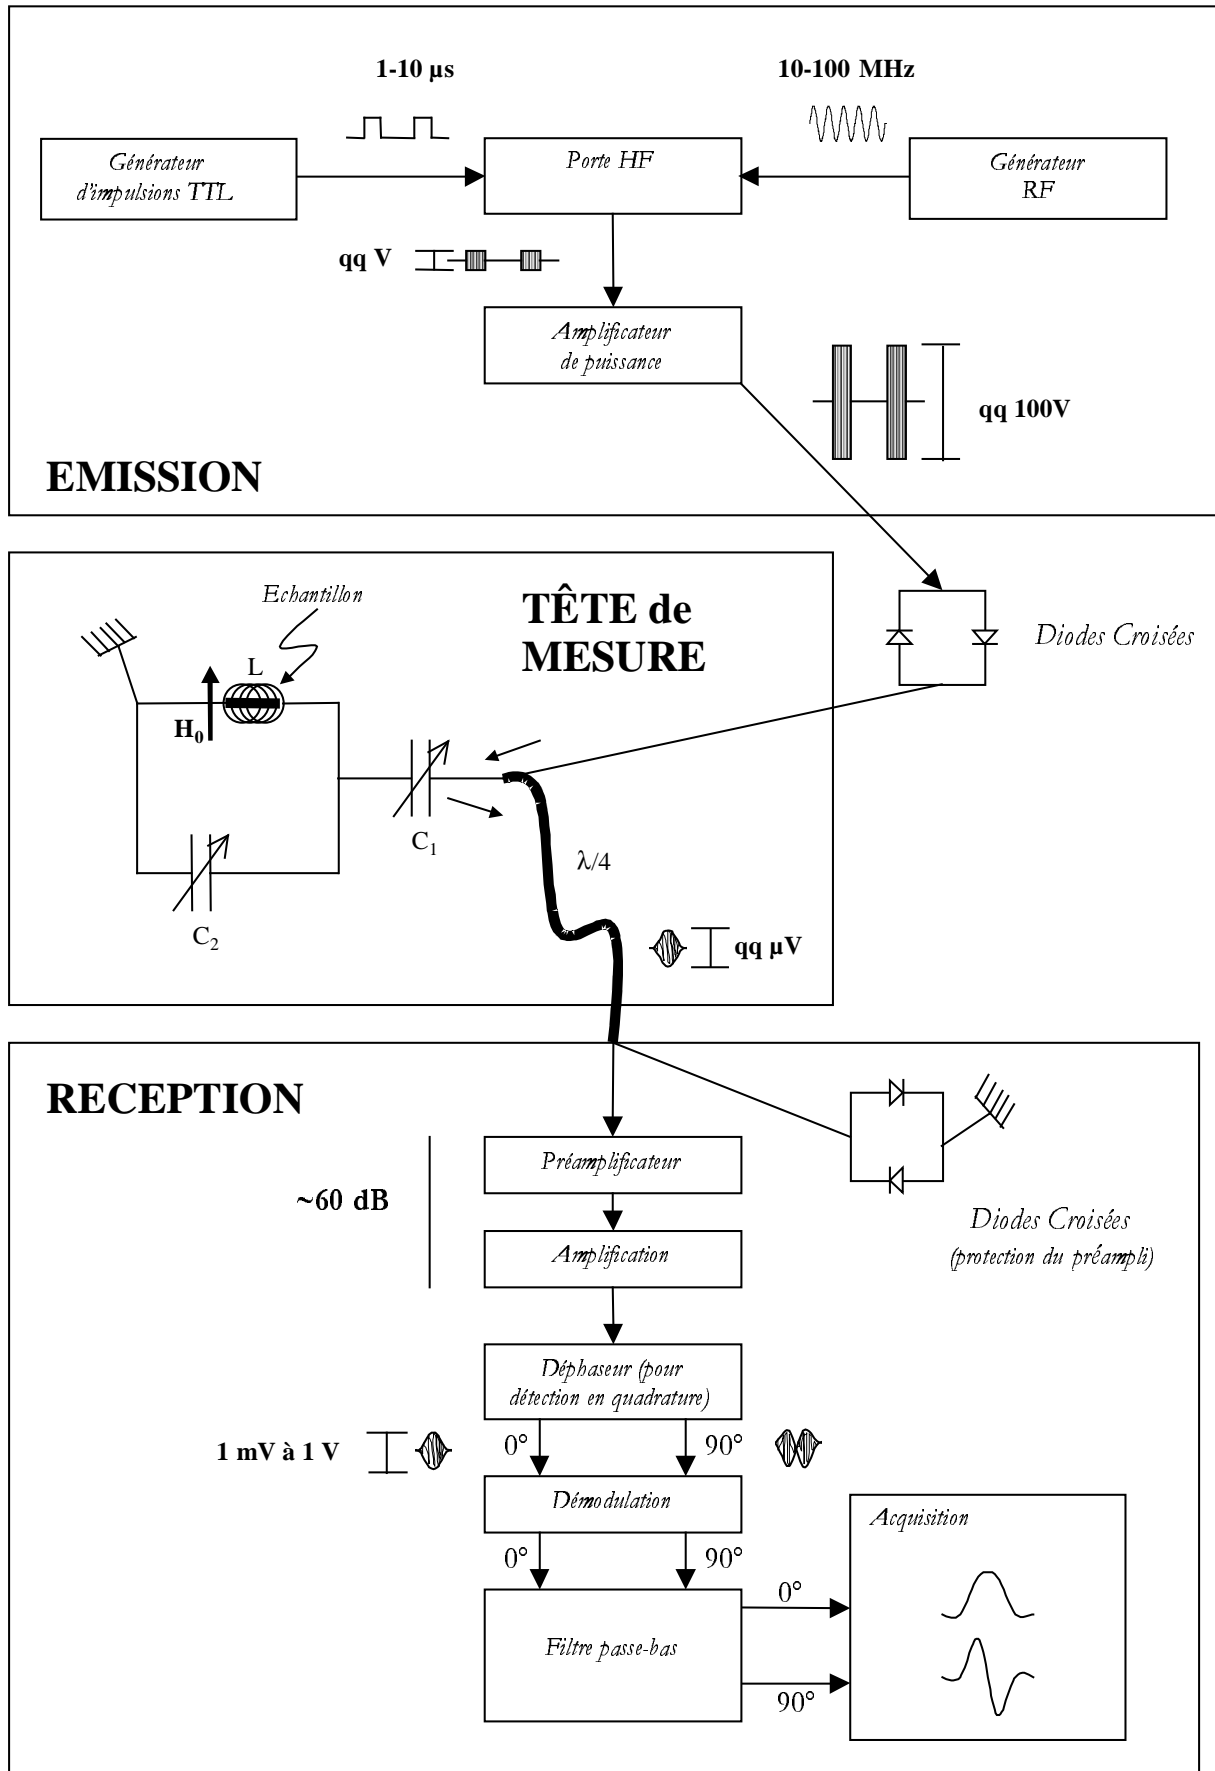 1-10 µs
10-100 MHz
Générateur
d'impulsions TTL
Porte HF
Générateur
RF
qq V
Amplificateur
de puissance
qq 100V
EMISSION
Echantillon
TÊTE de
MESURE
Diodes Croisées
L
H₀
C₁
λ/4
C₂
qq µV
RECEPTION
Préamplificateur
~60 dB
Amplification
Diodes Croisées
(protection du préampli)
Déphaseur (pour
détection en quadrature)
1 mV à 1 V
0°
90°
Démodulation
Acquisition
0°
90°
0°
Filtre passe-bas
90°